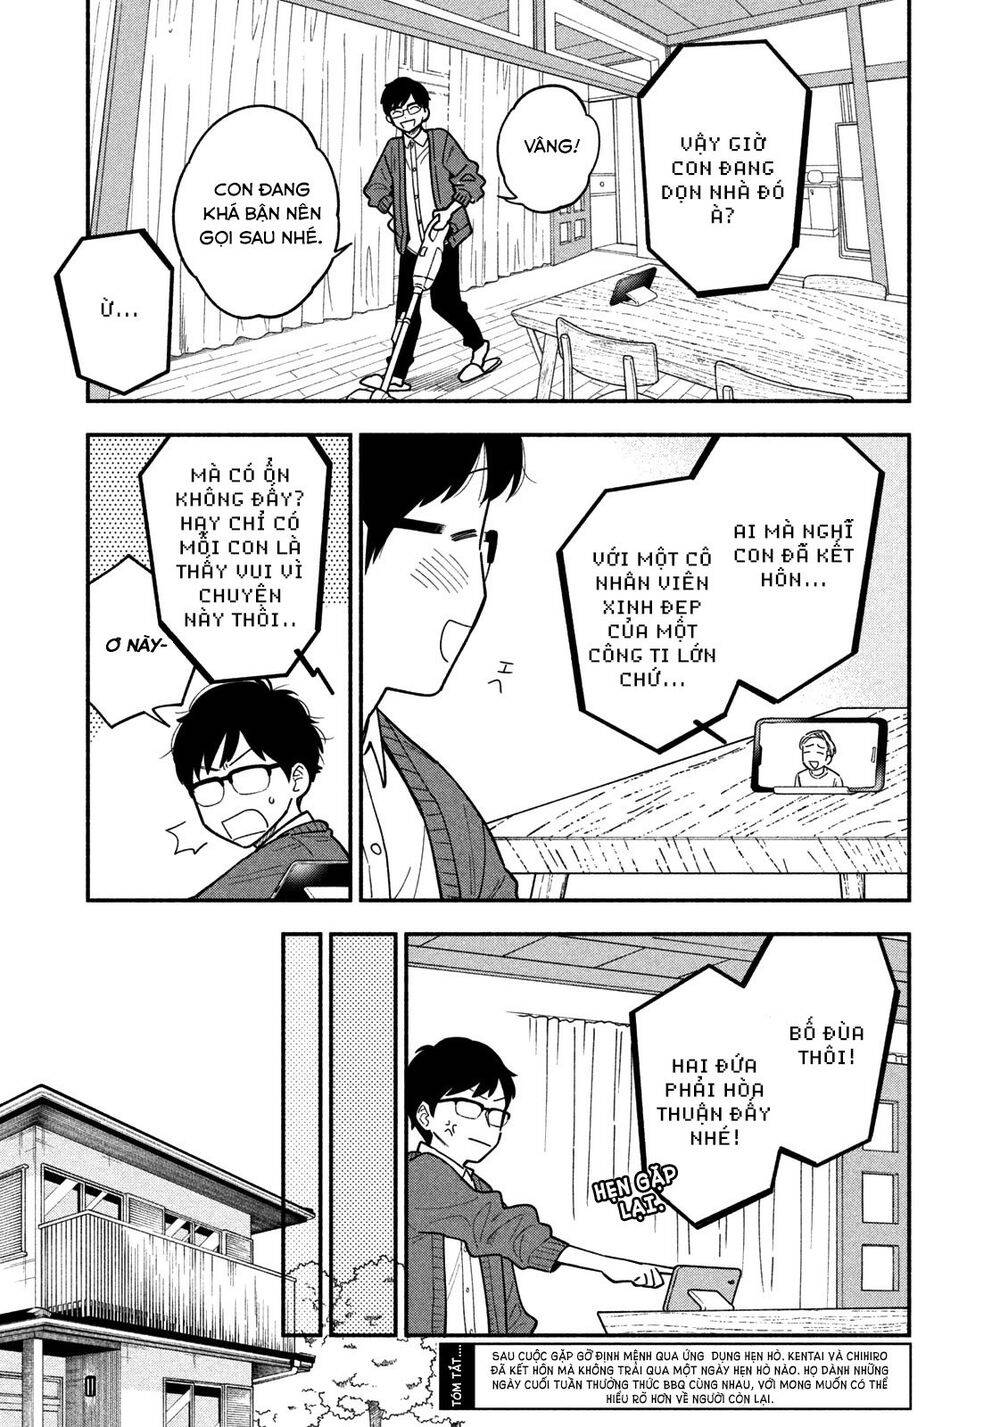 VẬY GIỜ
CON ĐANG
DỌN NHÀ ĐÓ
À?
VÂNG!
CON ĐANG
KHÁ BẬN NÊN
GỌI SAU NHÉ.
Ừ...
AI MÀ NGHĨ
CON ĐÃ KẾT
HÔN...
VỚI MỘT CÔ
NHÂN VIÊN
XINH ĐẸP
CỦA MỘT
CÔNG TI LỚN
CHỨ...
ェヘ
MÀ CÓ ỔN
KHÔNG ĐẤY?
HAY CHỈ CÓ
MỖI CON LÀ
THẤY VUI VÌ
CHUYỆN
NÀY THÔI..
Ơ NÀY-
BỐ ĐÙA
THÔI!
HAI ĐỨA
PHẢI HÒA
THUẬN ĐẤY
NHÉ!
HẸN GẶP
LẠI.
TÓM TẮT....
SAU CUỘC GẶP GỠ ĐỊNH MỆNH QUA ỨNG DỤNG HẸN HÒ. KENTAI VÀ CHIHIRO
ĐÃ KẾT HÔN MÀ KHÔNG TRẢI QUA MỘT NGÀY HẸN HÒ NÀO. HỌ DÀNH NHỮNG
NGÀY CUỐI TUẦN THƯỞNG THỨC BBQ CÙNG NHAU, VỚI MONG MUỐN CÓ THỂ
HIỂU RÕ HƠN VỀ NGƯỜI CÒN LẠI.